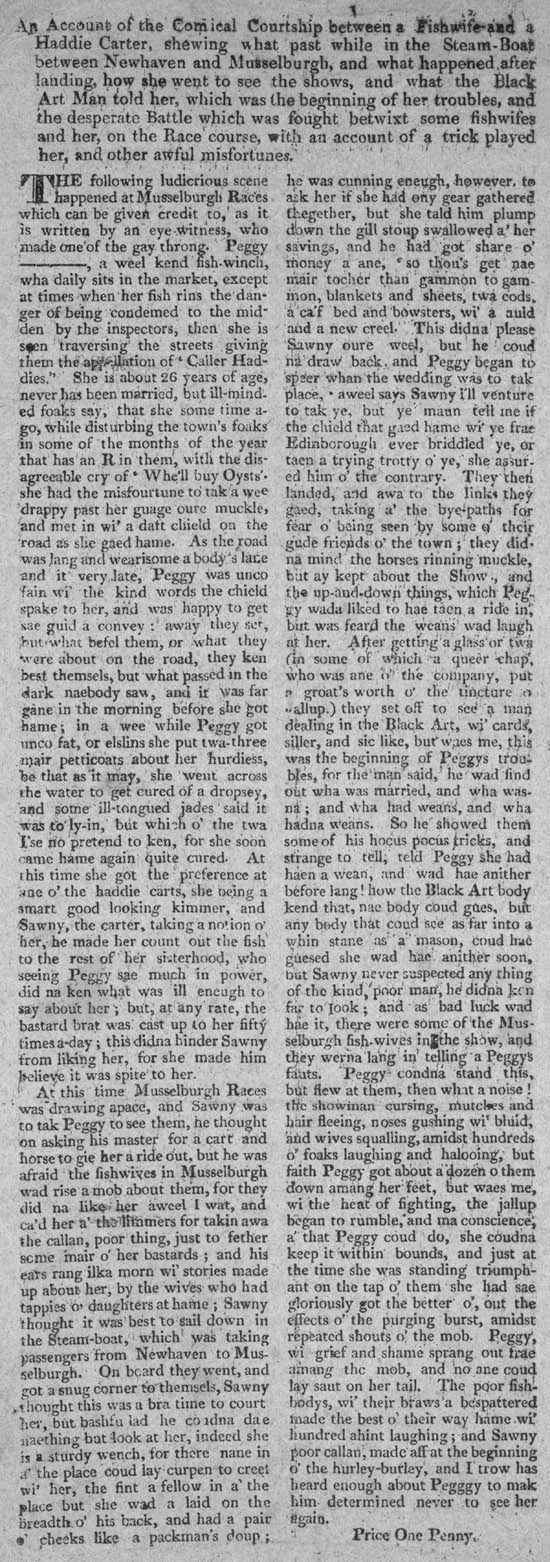 An Account of the Comical Courtship between a Fishwife and a
Haddie Carter, shewing what past while in the Steam-Boat
between Newhaven and Musselburgh, and what happened after
landing, how she went to see the shows, and what the Black
Art Man told her, which was the beginning of her troubles, and
the desperate Battle which was fought betwixt some fishwifes
and her, on the Race course, with an account of a trick played
her, and other awful misfortunes.
THE following ludicrious scene
happened at Musselburgh Races
which can be given credit to, as it
is written by an eye-witness, who
made one of the gay throng. Peggy
———, a weel kend fish-winch,
wha daily sits in the market, except
at times when her fish rins the dan-
ger of being condemed to the mid-
den by the inspectors, then she is
seen traversing the streets giving
them the appellation of ' Caller Had-
dies." She is about 26 years of age,
never has been married, but ill-mind-
ed foaks say, that she some time a-
go, while disturbing the town's foaks
in some of the months of the year
that has an R in them, with the dis-
agreeable cry of ' Whe'll buy Oysts'
she had the misfourtune to tak a wee
drappy past her guage oure muckle,
and met in wi' a daft chield on the
road as she gaed hame. As the road
was lang and wearisome a body's lane
and it very late, Peggy was unco
fain wi' the kind words the chield
spake to her, and was happy to get
sae guid a convey : away they set,
but what befel them, or what they
were about on the road, they ken
best themsels, but what passed in the
dark naebody saw, and it was far
gane in the morning before she got
hame; in a wee while Peggy got
unco fat, or elslins she put twa-three
mair petticoats about her hurdiess,
be that as it may, she went across
the water to get cured of a dropsey,
and some ill-tongued jades said it
was to ly-in, but which o' the twa
I'se no pretend to ken, for she soon
came hame again quite cured. At
this time she got the preference at
ane o' the haddie carts, she being a
smart good looking kimmer, and
Sawny, the carter, taking a notion o'
her, he made her count out the fish
to the rest of her sisterhood, who
seeing Peggy sae much in power,
did na ken what was ill eneugh to
say about her; but, at any rate, the
bastard brat was cast up to her fifty
times a-day; this didna hinder Sawny
from liking her, for she made him
believe it was spite to her.
At this time Musselburgh Races
was drawing apace, and Sawny was
to tak Peggy to see them, he thought
on asking his master for a cart and
horse to gie her a ride out, but he was
afraid the fishwives in Musselburgh
wad rise a mob about them, for they
did na like her aweel I wat, and
ca'd her a' the limmers for takin awa
the callan, poor thing, just to fether
some mair o' her bastards; and his
ears rang ilka morn wi' stories made
up about her, by the wives who had
tappies o' daughters at hame; Sawny
thought it was best to sail down in
the Steam-boat, which was taking
passengers from Newhaven to Mus-
selburgh. On board they went, and
got a snug corner to themsels, Sawny
thought this was a bra time to court
her, but bashfu lad he coudna dae
naething but look at her, indeed she
is a sturdy wench, for there nane in
a' the place coud lay curpen to creel
wi' her, the fint a fellow in a' the
place but she wad a laid on the
breadth o' his back, and had a pair
o' cheeks like a packman's doup;
he was cunning eneugh, however, to
ask her if she had ony gear gathered
thegether, but she told him plump
down the gill stoup swallowed a' her
savings, and he had got share o'
money a ane, ' so thou's get nae
mair tocher than gammon to gam-
mon, blankets and sheets, twa cods,
a ca'f bed and bowsters, wi' a auld
and a new creel.' This didna please
Sawny oure weel, but he coud
na draw back. and Peggy began to
speer whan the wedding was to tak
place, ' aweel says Sawny i'll venture
to tak ye, but ye maun tell me if
the chield that gaed hame wi' ye frae
Edinborough ever briddled ye, or
taen a trying trotty o' ye,' she assur-
ed him o' the contrary. They then
landed, and awa to the links they
gaed, taking a' the bye-paths for
fear o' being seen by some o' their
gude friends o' the town; they did-
na mind the horses rinning muckle,
but ay kept about the Show, and
the up-and-down things, which Peg-
gy wada liked to hae taen a ride in,
but was feard the weans wad laugh
at her. After getting a glass or twa
(in some of which a queer chap,
who was ane o' the company, put
a groat's worth o' the tincture o
wallup.) they set off to see a man
dealing in the Black Art, wi' cards,
siller, and sic like, but waes me, this
was the beginning of Peggys trou-
bles, for the man said, he wad find
out wha was married, and wha was-
na; and wha had weans, and wha
hadna weans. So he showed them
some of his hocus pocus tricks, and
strange to tell, teld Peggy she had
haen a wean, and wad hae anither
before lang! how the Black Art body
kend that, nae body coud gues, but
any body that coud see as far into a
whin stane as a mason, coud hae
guesed she wad hae anither soon,
but Sawny never suspected any thing
of the kind, poor man, he didna ken
far to look; and as bad luck wad
hae it, there were some of the Mus-
selburgh fish-wives in the show, and
they werna lang in telling a Peggy's
fauts. Peggy coudna stand this,
but flew at them, then what a noise!
the showman cursing, mutches and
hair fleeing, noses gushing wi' bluid,
and wives squalling, amidst hundreds
o' foaks laughing and halooing, but
faith Peggy got about a dozen o them
down amang her feet, but waes me,
wi the heat of fighting, the jallup
began to rumble, and ma conscience,
a' that Peggy coud do, she coudna
keep it within bounds, and just at
the time she was standing triumph-
ant on the tap o' them she had sae
gloriously got the better o', out the
effects o' the purging burst, amidst
repeated shouts o' the mob. Peggy,
wi grief and shame sprang out frae
amang the mob, and no ane coud
lay saut on her tail. The poor fish-
bodys, wi' their braws a bespattered
made the best o' their way hame wi'
hundred ahint laughing; and Sawny
poor callan, made aff at the beginning
o' the hurley-burley, and I trow has
heard enough about Pegggy to mak
him determined never to see her
again.
Price One Penny.